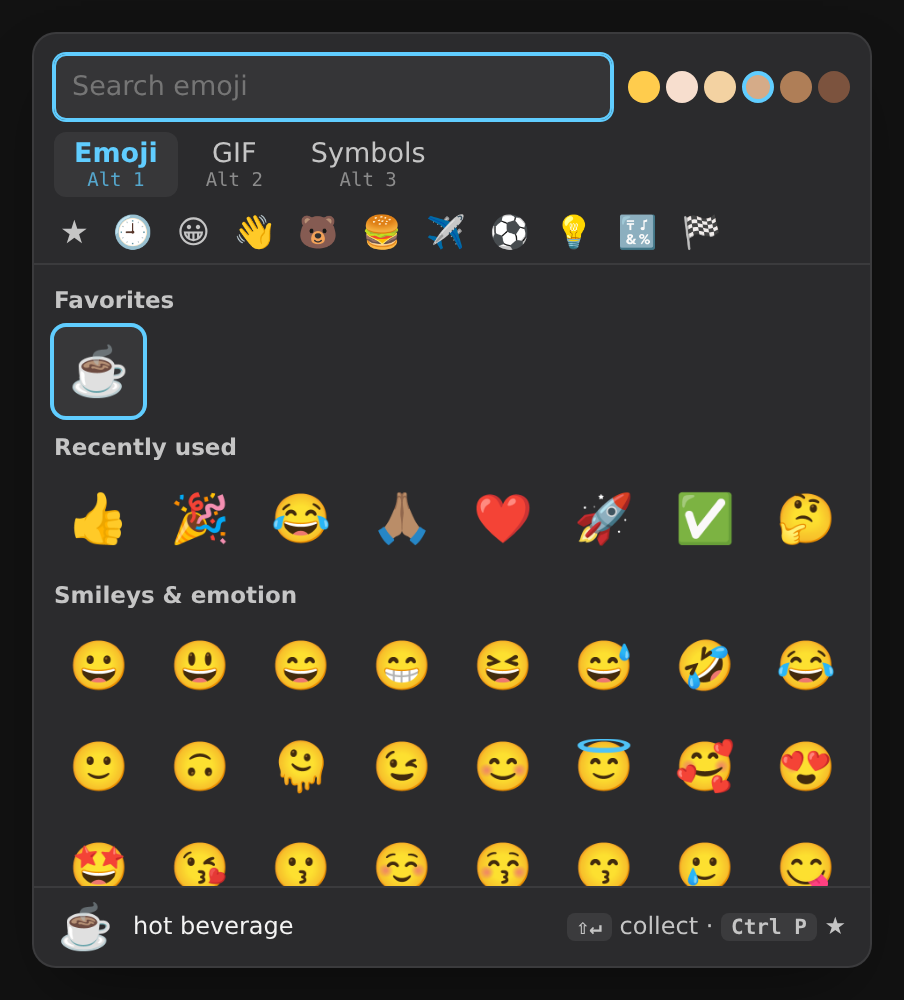 Search emoji
Emoji GIF Symbols
Alt 1 Alt 2 Alt 3
Favorites
Recently used
Smileys & emotion
hot beverage ⇧↵ collect · Ctrl P ★